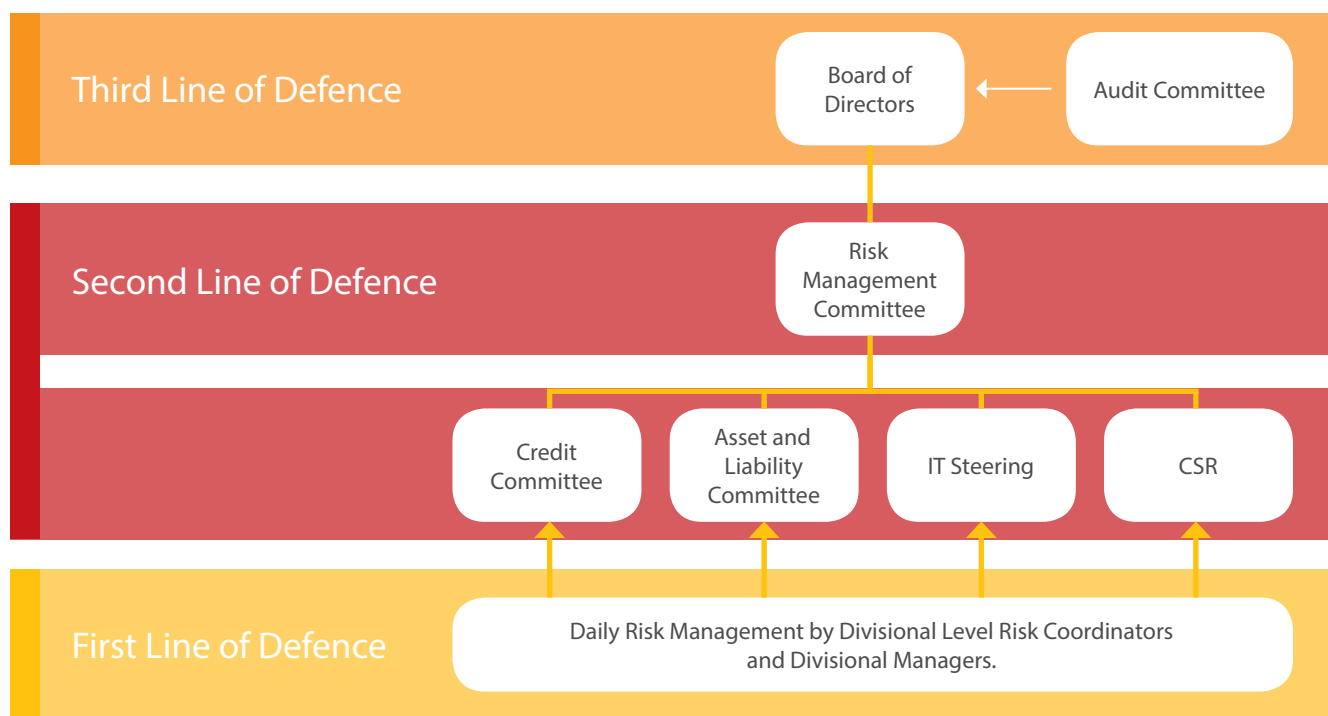 Third Line of Defence
Board of
Directors
Audit Committee
Second Line of Defence
Risk
Management
Committee
Credit
Committee
Asset and
Liability
Committee
IT Steering
CSR
First Line of Defence
Daily Risk Management by Divisional Level Risk Coordinators
and Divisional Managers.